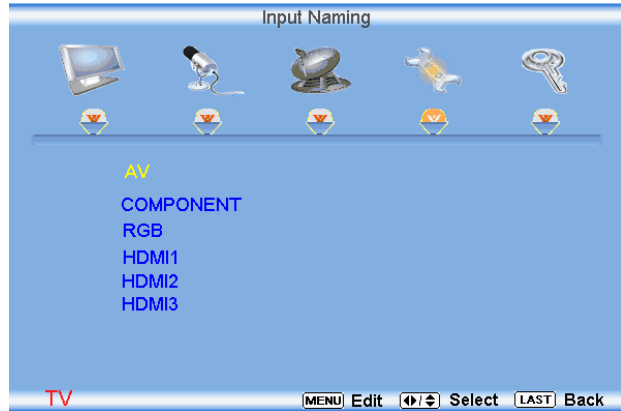 Input Naming
AV
COMPONENT
RGB
HDMI1
HDMI2
HDMI3
TV MENU Edit Select LAST Back